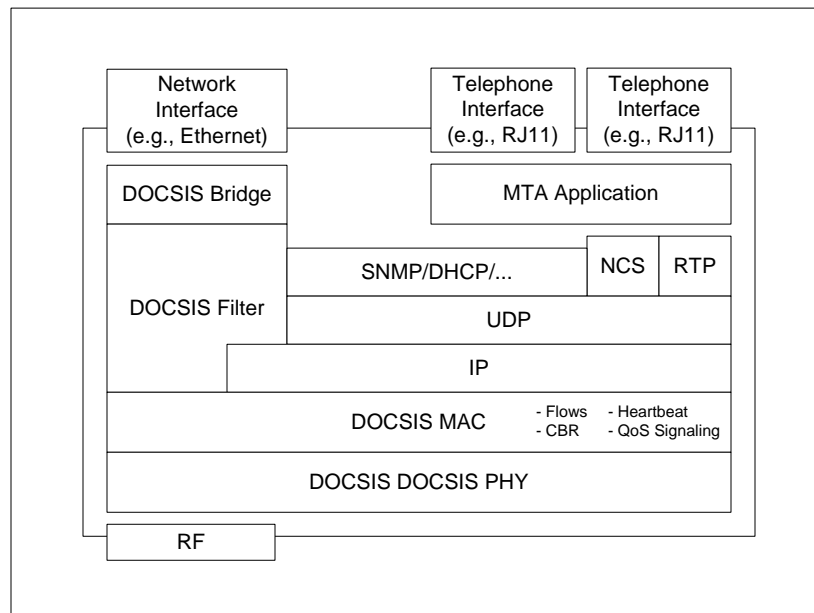 Network
Interface
(e.g., Ethernet)
Telephone
Interface
(e.g., RJ11)
Telephone
Interface
(e.g., RJ11)
DOCSIS Bridge
MTA Application
DOCSIS Filter
SNMP/DHCP/...
NCS
RTP
UDP
IP
DOCSIS MAC
- Flows
- CBR
- Heartbeat
- QoS Signaling
DOCSIS DOCSIS PHY
RF